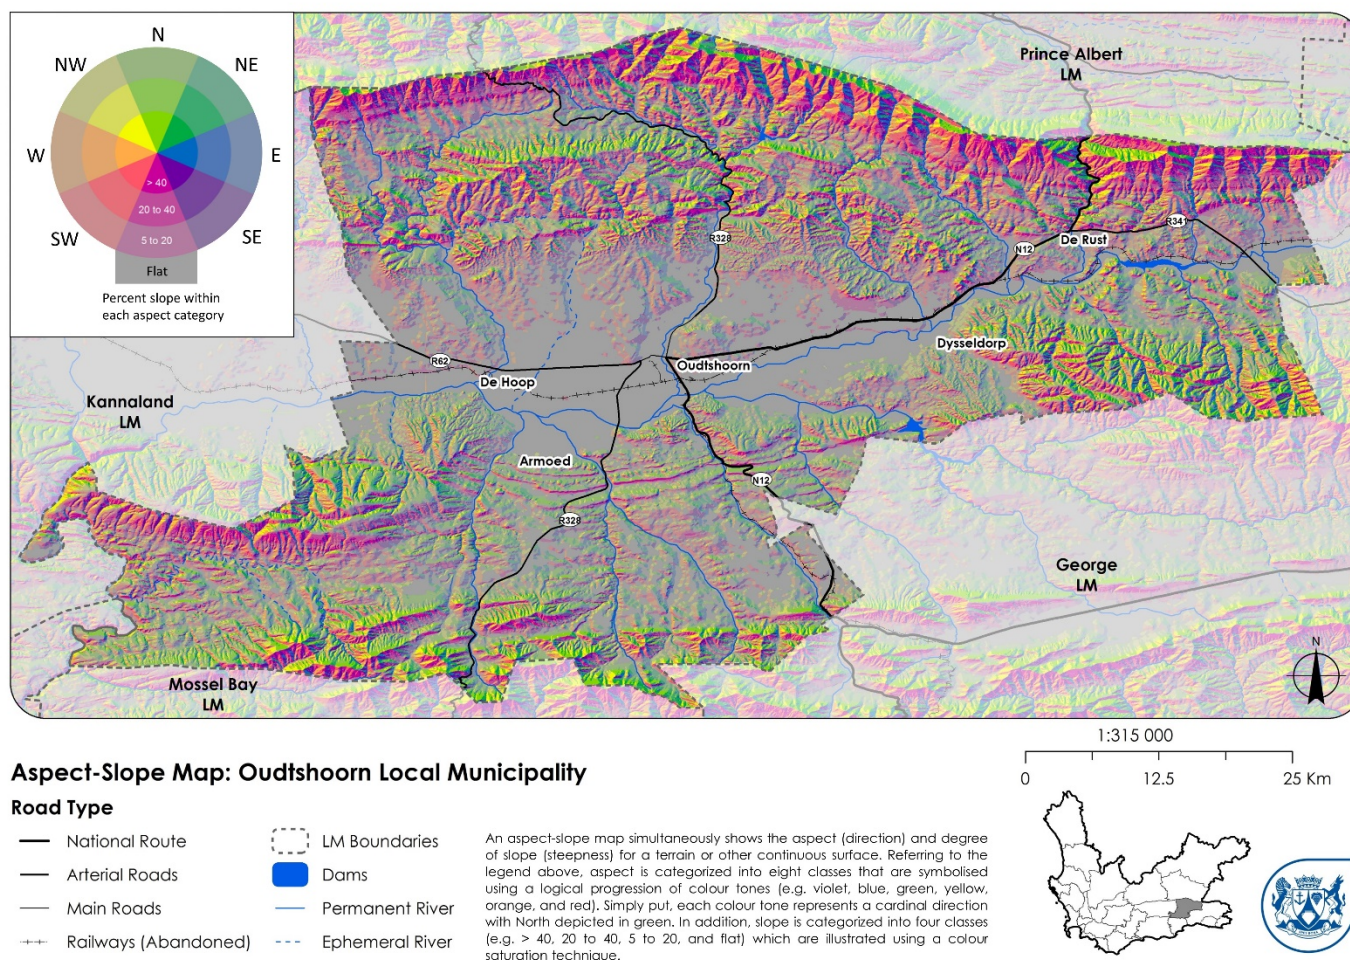 N
NW
NE
W
E
SW
SE
> 40
20 to 40
5 to 20
Flat
Percent slope within
each aspect category
Prince Albert
LM
R328
R341
De Rust
N12
R62
Oudtshoorn
Dysseldorp
De Hoop
Kannaland
LM
Armoed
N12
R328
George
LM
N
Mossel Bay
LM
1:315 000
0 12.5 25 Km
Aspect-Slope Map: Oudtshoorn Local Municipality
Road Type
National Route
Arterial Roads
Main Roads
Railways (Abandoned)
LM Boundaries
Dams
Permanent River
Ephemeral River
An aspect-slope map simultaneously shows the aspect (direction) and degree
of slope (steepness) for a terrain or other continuous surface. Referring to the
legend above, aspect is categorized into eight classes that are symbolised
using a logical progression of colour tones (e.g. violet, blue, green, yellow,
orange, and red). Simply put, each colour tone represents a cardinal direction
with North depicted in green. In addition, slope is categorized into four classes
(e.g. > 40, 20 to 40, 5 to 20, and flat) which are illustrated using a colour
saturation technique.